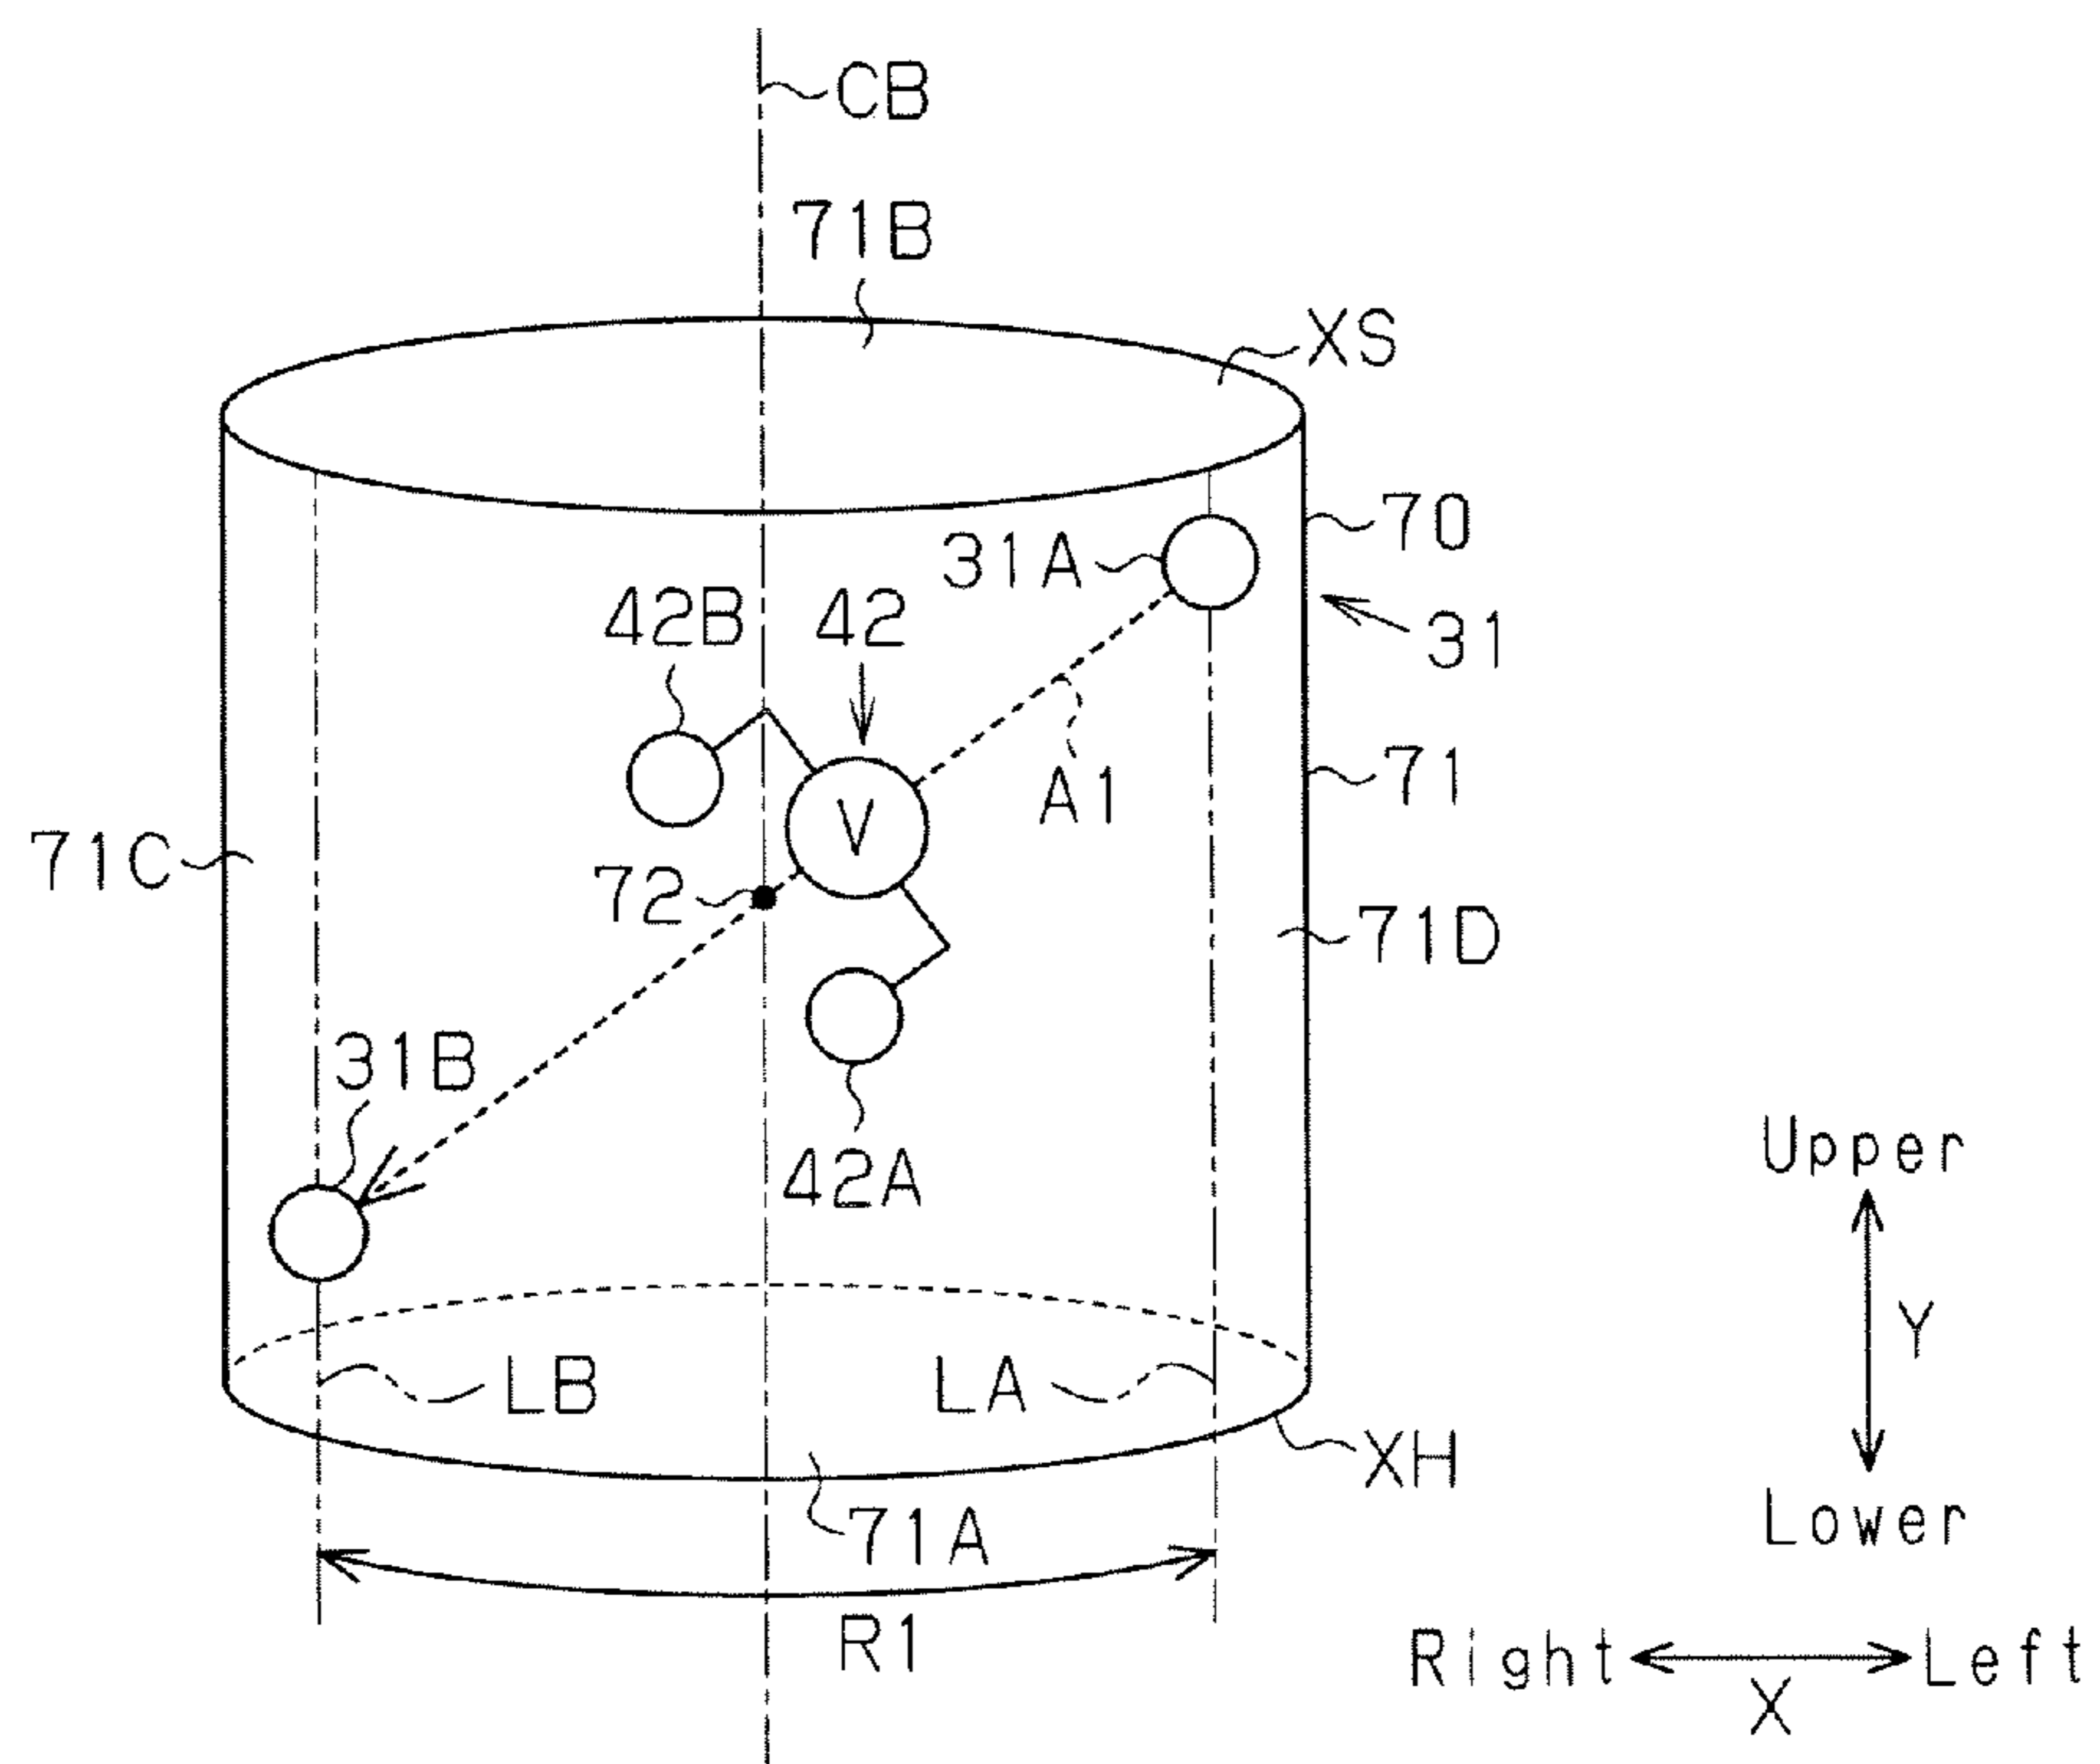 CB
71B
XS
70
31A
31
42B
42
A1
71
V
71C
72
71D
31B
42A
Upper
Y
LB
LA
XH
71A
Lower
R1
Right
Left
X